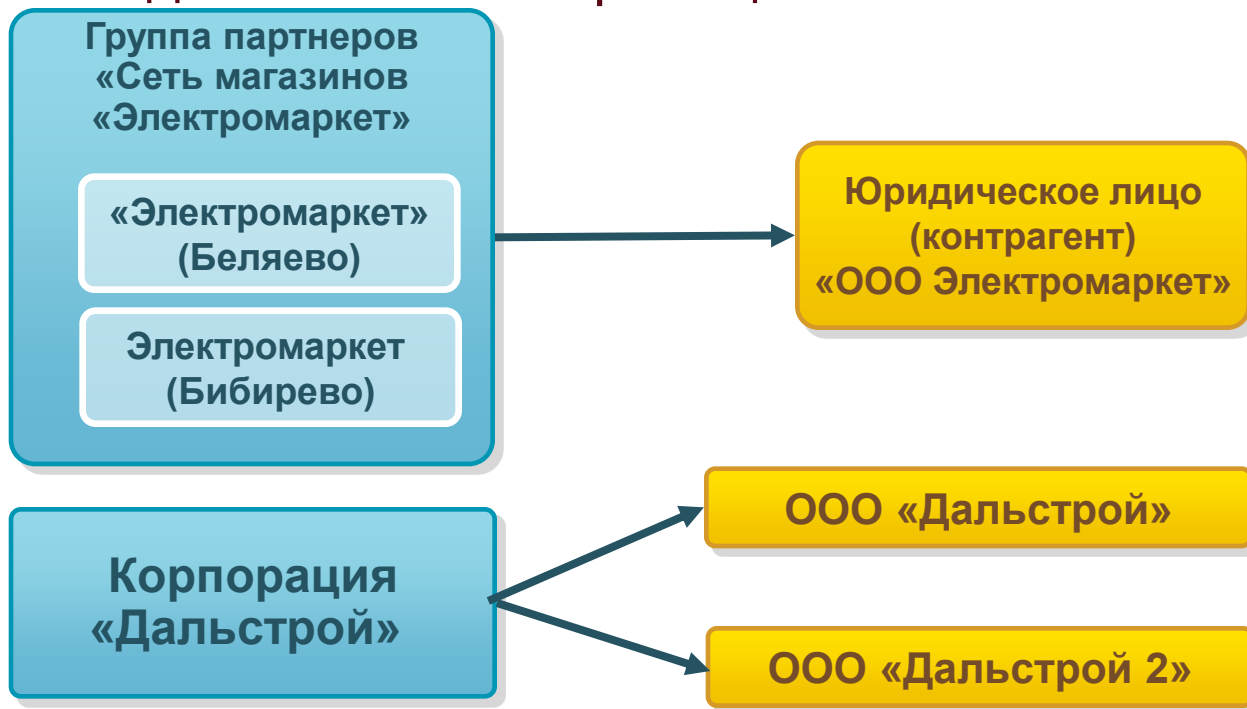 Группа партнеров
«Сеть магазинов
«Электромаркет»
«Электромаркет»
(Беляево)
Электромаркет
(Бибирево)
Юридическое лицо
(контрагент)
«ООО Электромаркет»
Корпорация
«Дальстрой»
ООО «Дальстрой»
ООО «Дальстрой 2»